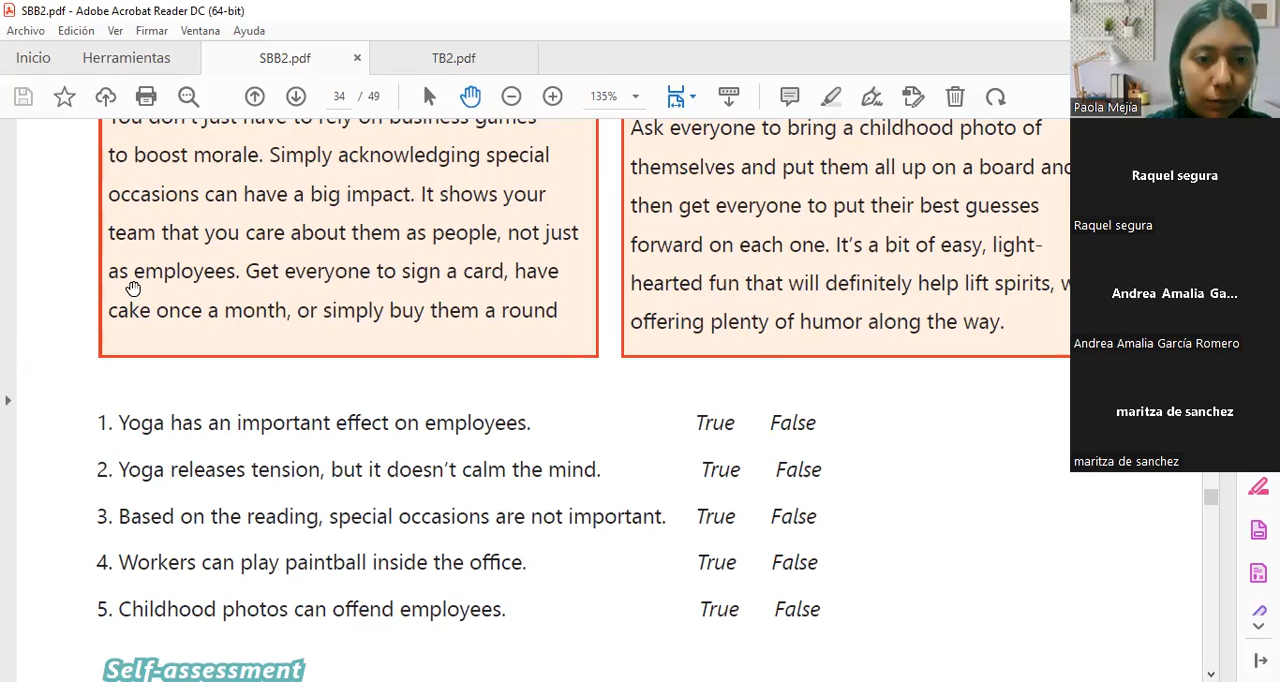 SBB2.pdf - Adobe Acrobat Reader DC (64-bit)
Archivo Edición Ver Firmar Ventana Ayuda
Inicio Herramientas SBB2.pdf × TB2.pdf
34 / 49 135%
You don't just have to rely on business games
to boost morale. Simply acknowledging special
occasions can have a big impact. It shows your
team that you care about them as people, not just
as employees. Get everyone to sign a card, have
cake once a month, or simply buy them a round
Ask everyone to bring a childhood photo of
themselves and put them all up on a board and
then get everyone to put their best guesses
forward on each one. It's a bit of easy, light-
hearted fun that will definitely help lift spirits, w
offering plenty of humor along the way.
1. Yoga has an important effect on employees. True False
2. Yoga releases tension, but it doesn't calm the mind. True False
3. Based on the reading, special occasions are not important. True False
4. Workers can play paintball inside the office. True False
5. Childhood photos can offend employees. True False
Self-assessment
Paola Mejía
Raquel segura
Raquel segura
Andrea Amalia Ga...
Andrea Amalia García Romero
maritza de sanchez
maritza de sanchez